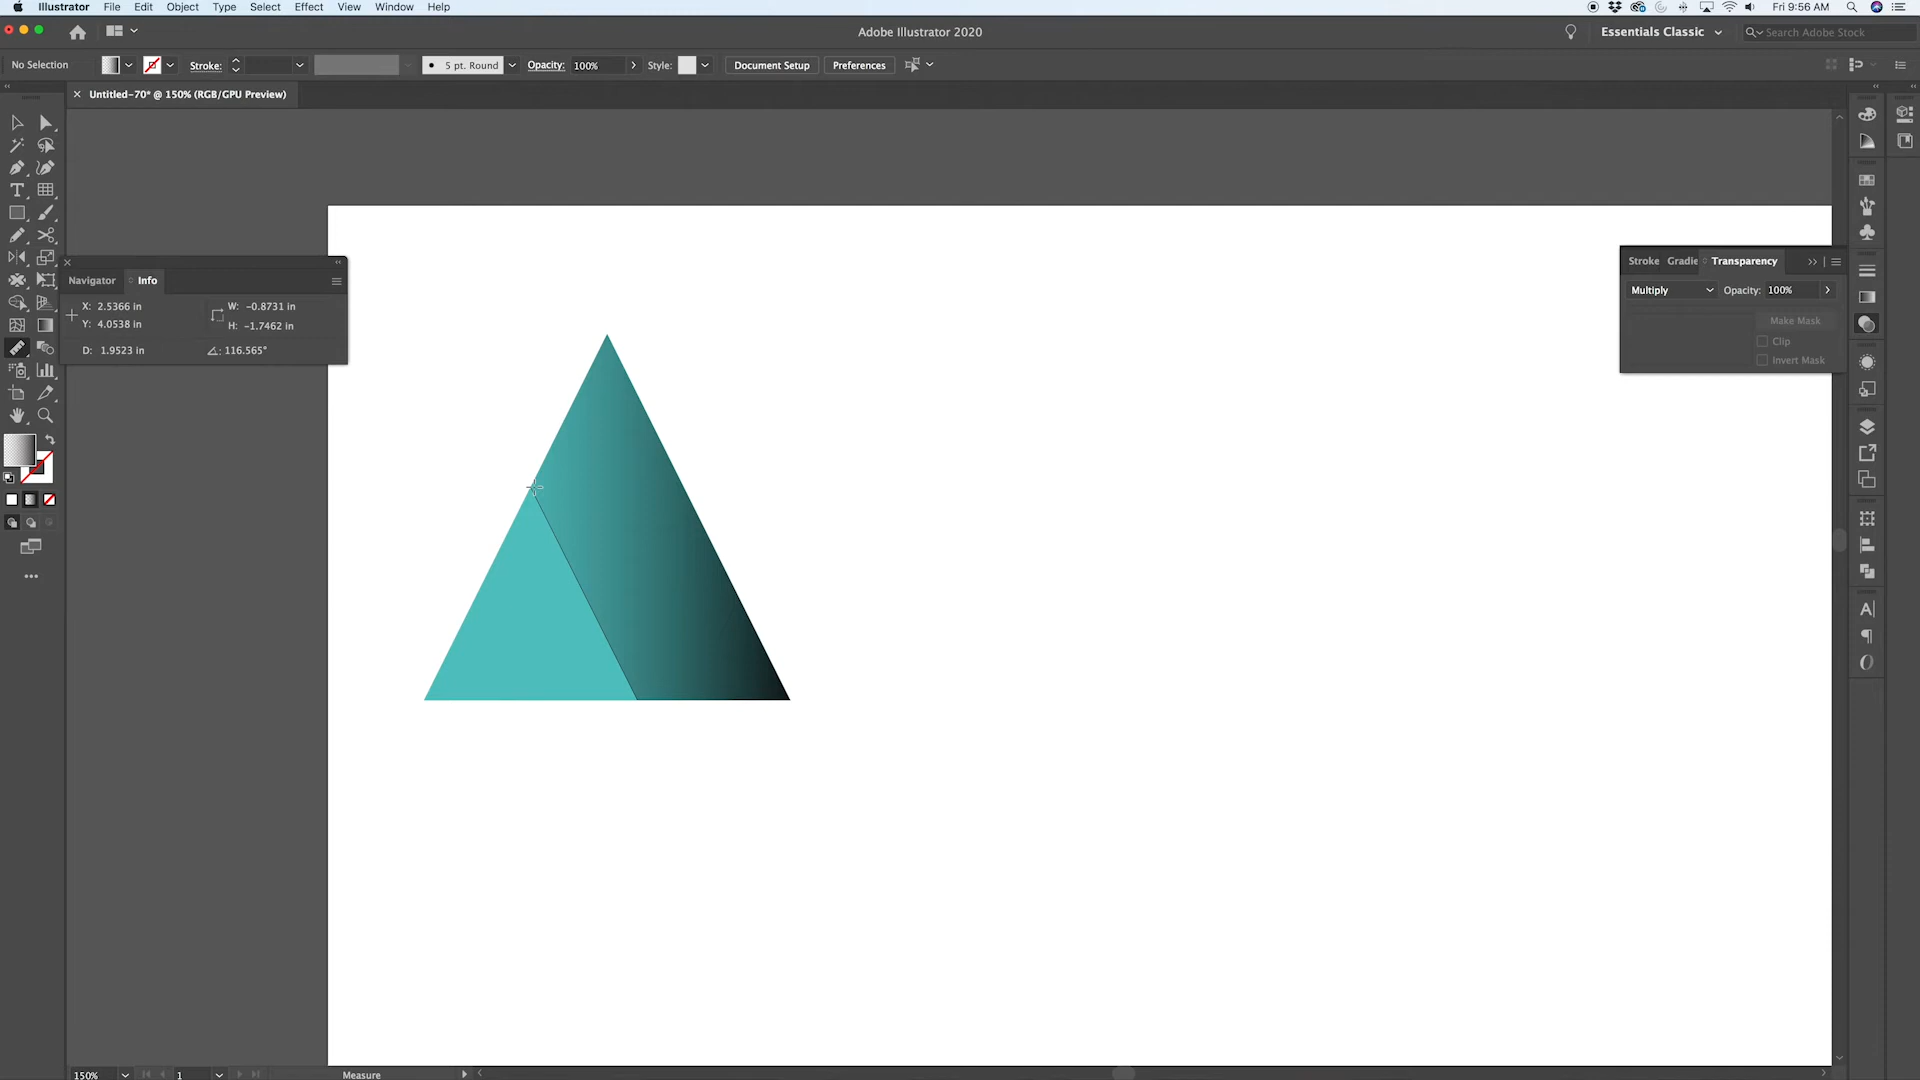 Illustrator File Edit Object Type Select Effect View Window Help Fri 9:56 AM
Adobe Illustrator 2020 Essentials Classic Search Adobe Stock
No Selection Stroke: 5 pt. Round Opacity: 100% Style: Document Setup Preferences
Untitled-70* @ 150% (RGB/GPU Preview)
Navigator Info
X: 2.5366 in W: -0.8731 in
Y: 4.0538 in H: -1.7462 in
D: 1.9523 in : 116.565°
Stroke Gradie Transparency
Multiply Opacity: 100%
Make Mask
Clip
Invert Mask
150% 1 Measure